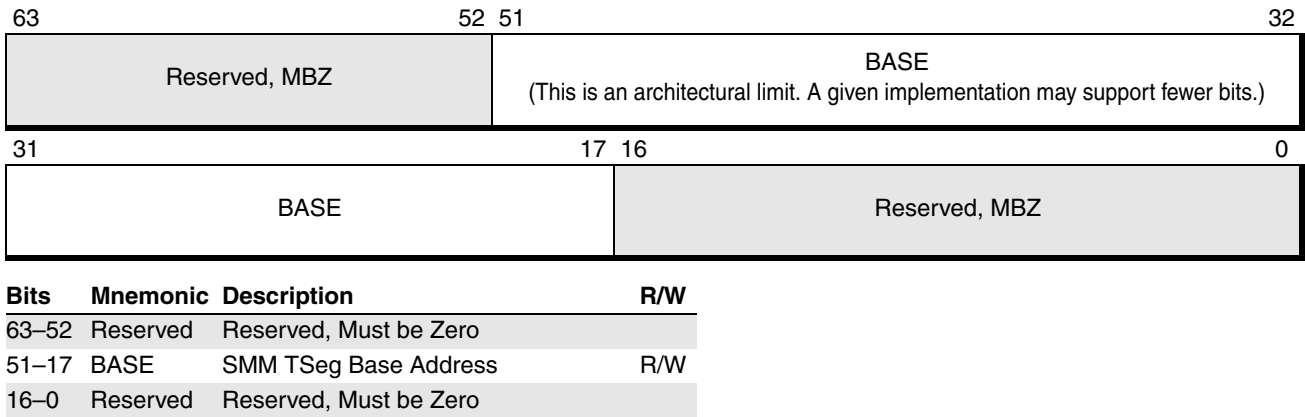 63 52 51 32
Reserved, MBZ
BASE
(This is an architectural limit. A given implementation may support fewer bits.)
31 17 16 0
BASE Reserved, MBZ
Bits Mnemonic Description R/W
63–52 Reserved Reserved, Must be Zero
51–17 BASE SMM TSeg Base Address R/W
16–0 Reserved Reserved, Must be Zero